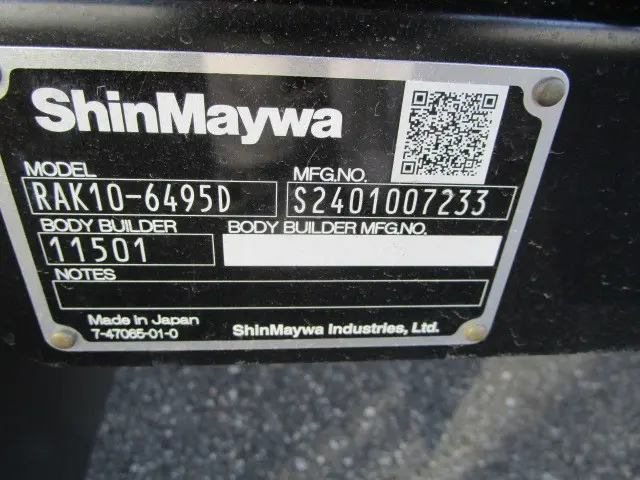 ShinMaywa
MODEL MFG.NO.
RAK10-6495D S2401007233
BODY BUILDER BODY BUILDER MFG.NO.
11501
NOTES
Made in Japan
7-47065-01-0 ShinMaywa Industries, Ltd.